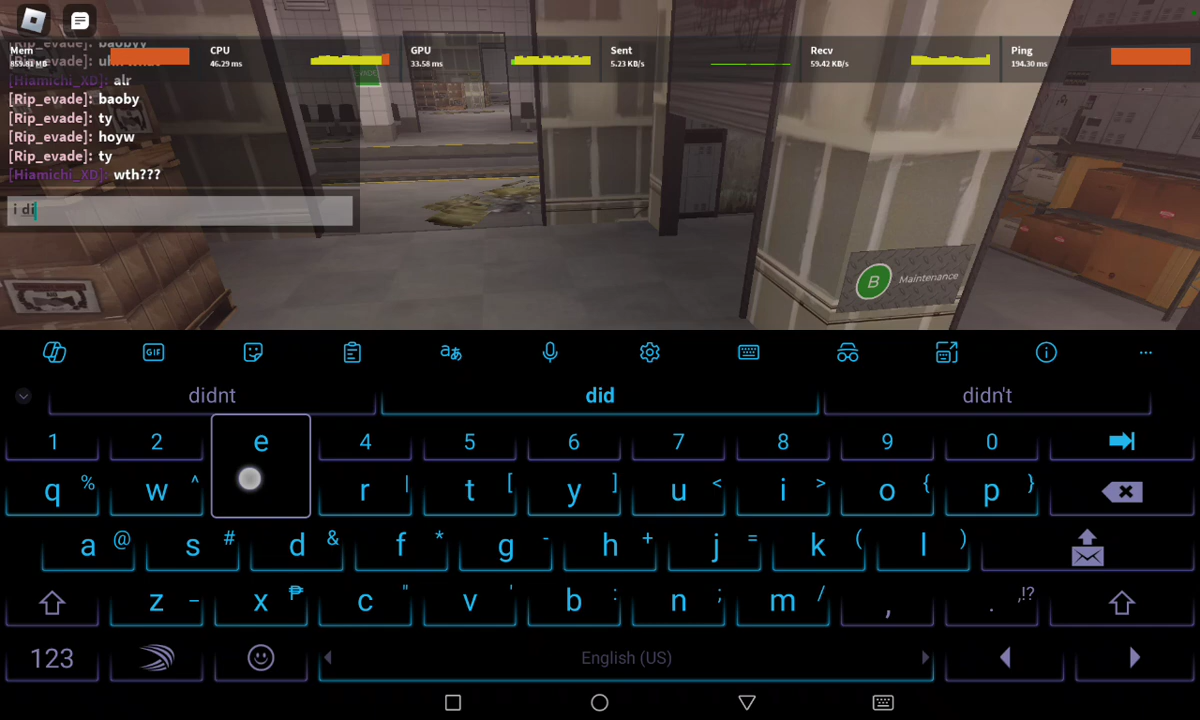 Mem
CPU
GPU
Sent
Recv
Ping
46.29 ms
33.58 ms
5.23 KB/s
59.42 KB/s
194.30 ms
[Hiamichi_XD]: alr
[Rip_evade]: baoby
[Rip_evade]: ty
[Rip_evade]: hoyw
[Rip_evade]: ty
[Hiamichi_XD]: wth???
i di
B Maintenance
GIF
didnt did didn't
1 2 e 4 5 6 7 8 9 0
q % w ^ r | t [ y ] u < i > o { p }
a @ s # d & f * g - h + j = k ( l )
z _ x ₱ c " v ' b : n ; m / , . ,!?
123 English (US)